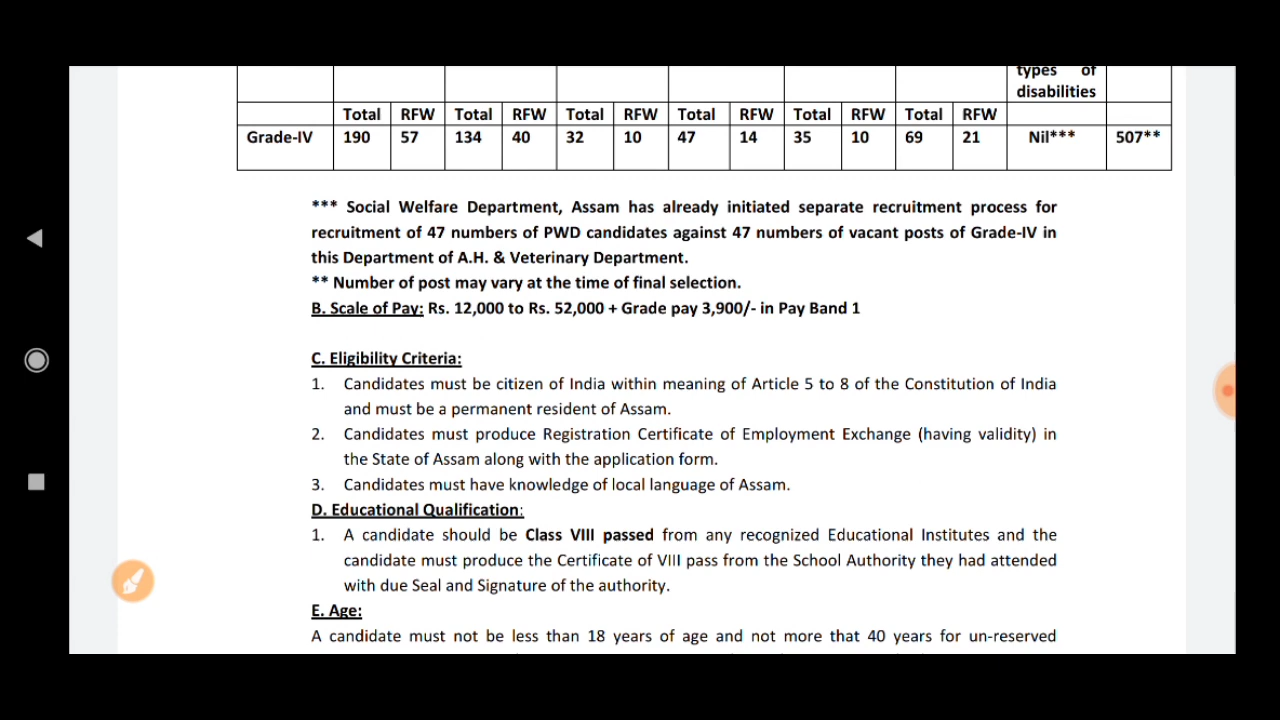 types of
disabilities
Total RFW Total RFW Total RFW Total RFW Total RFW Total RFW
Grade-IV 190 57 134 40 32 10 47 14 35 10 69 21 Nil*** 507**
*** Social Welfare Department, Assam has already initiated separate recruitment process for
recruitment of 47 numbers of PWD candidates against 47 numbers of vacant posts of Grade-IV in
this Department of A.H. & Veterinary Department.
** Number of post may vary at the time of final selection.
B. Scale of Pay: Rs. 12,000 to Rs. 52,000 + Grade pay 3,900/- in Pay Band 1
C. Eligibility Criteria:
1. Candidates must be citizen of India within meaning of Article 5 to 8 of the Constitution of India
and must be a permanent resident of Assam.
2. Candidates must produce Registration Certificate of Employment Exchange (having validity) in
the State of Assam along with the application form.
3. Candidates must have knowledge of local language of Assam.
D. Educational Qualification:
1. A candidate should be Class VIII passed from any recognized Educational Institutes and the
candidate must produce the Certificate of VIII pass from the School Authority they had attended
with due Seal and Signature of the authority.
E. Age:
A candidate must not be less than 18 years of age and not more that 40 years for un-reserved